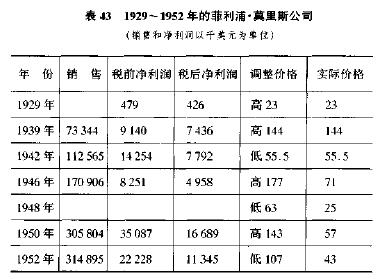 表 43 1929～1952 年的菲利浦·莫里斯公司
(销售和净利润以千美元为单位)
年 份 销 售 税前净利润 税后净利润 调整价格 实际价格
1929 年 479 426 高 23 23
1939 年 73 344 9 140 7 436 高 144 144
1942 年 112 565 14 254 7 792 低 55.5 55.5
1946 年 170 906 8 251 4 958 高 177 71
1948 年 低 63 25
1950 年 305 804 35 087 16 689 高 143 57
1952 年 314 895 22 228 11 345 低 107 43